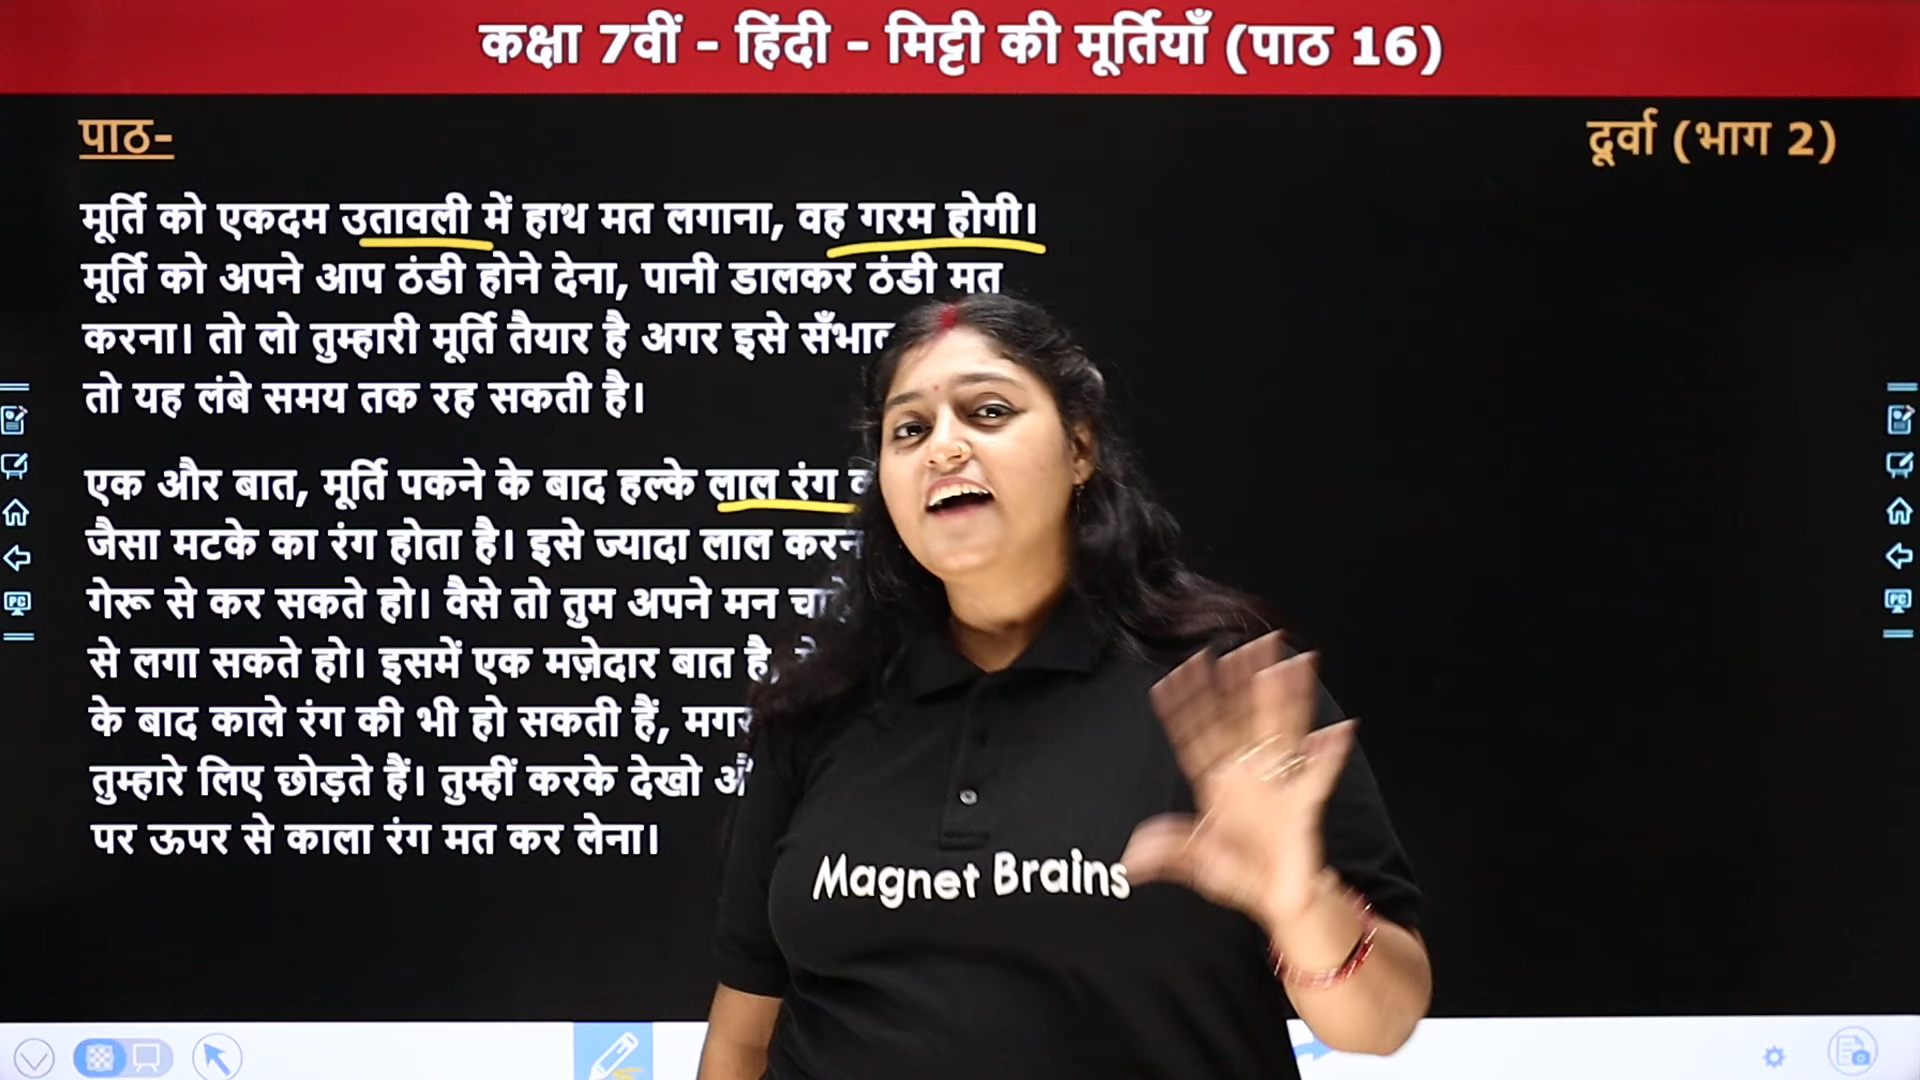 कक्षा 7वीं - हिंदी - मिट्टी की मूर्तियाँ (पाठ 16)
पाठ-
दूर्वा (भाग 2)
मूर्ति को एकदम उतावली में हाथ मत लगाना, वह गरम होगी।
मूर्ति को अपने आप ठंडी होने देना, पानी डालकर ठंडी मत
करना। तो लो तुम्हारी मूर्ति तैयार है अगर इसे
तो यह लंबे समय तक रह सकती है।
एक और बात, मूर्ति पकने के बाद हल्के लाल रंग
जैसा मटके का रंग होता है। इसे ज्यादा लाल
गेरू से कर सकते हो। वैसे तो तुम अपने मन
से लगा सकते हो। इसमें एक मज़ेदार बात है,
के बाद काले रंग की भी हो सकती हैं,
तुम्हारे लिए छोड़ते हैं। तुम्हीं करके देखो
पर ऊपर से काला रंग मत कर लेना।
Magnet Brains
PC
PC